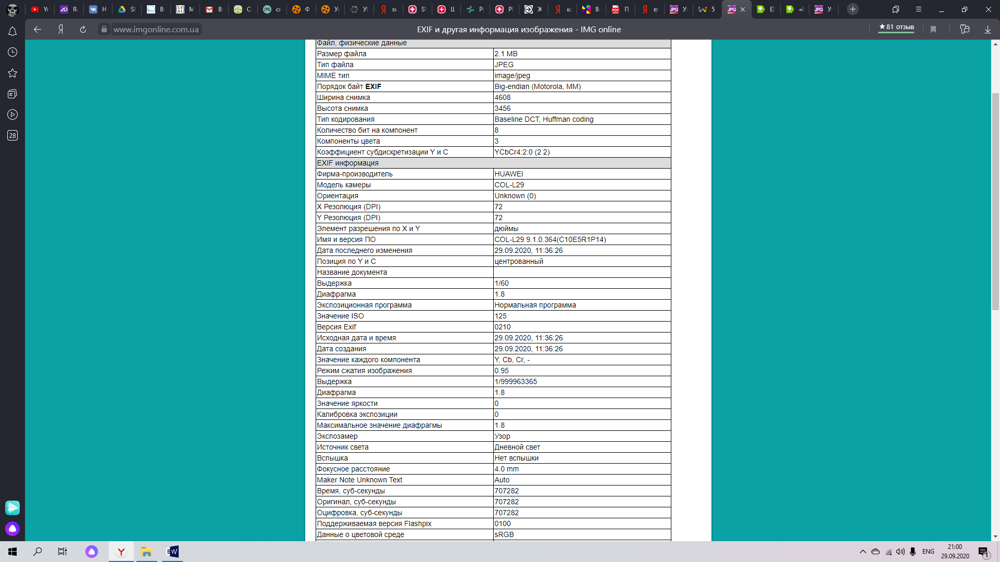 www.imgonline.com.ua
EXIF и другая информация изображения - IMG online
★81 отзыв
28
Файл, физические данные
Размер файла 2.1 MB
Тип файла JPEG
MIME тип image/jpeg
Порядок байт EXIF Big-endian (Motorola, MM)
Ширина снимка 4608
Высота снимка 3456
Тип кодирования Baseline DCT, Huffman coding
Количество бит на компонент 8
Компоненты цвета 3
Коэффициент субдискретизации Y и C YCbCr4:2:0 (2 2)
EXIF информация
Фирма-производитель HUAWEI
Модель камеры COL-L29
Ориентация Unknown (0)
X Резолюция (DPI) 72
Y Резолюция (DPI) 72
Элемент разрешения по X и Y дюймы
Имя и версия ПО COL-L29 9.1.0.364(C10E5R1P14)
Дата последнего изменения 29.09.2020, 11:36:26
Позиция по Y и C центрованный
Название документа
Выдержка 1/60
Диафрагма 1.8
Экспозиционная программа Нормальная программа
Значение ISO 125
Версия Exif 0210
Исходная дата и время 29.09.2020, 11:36:26
Дата создания 29.09.2020, 11:36:26
Значение каждого компонента Y, Cb, Cr, -
Режим сжатия изображения 0.95
Выдержка 1/999963365
Диафрагма 1.8
Значение яркости 0
Калибровка экспозиции 0
Максимальное значение диафрагмы 1.8
Экспозамер Узор
Источник света Дневной свет
Вспышка Нет вспышки
Фокусное расстояние 4.0 mm
Maker Note Unknown Text Auto
Время, суб-секунды 707282
Оригинал, суб-секунды 707282
Оцифровка, суб-секунды 707282
Поддерживаемая версия Flashpix 0100
Данные о цветовой среде sRGB
ENG
21:00
29.09.2020